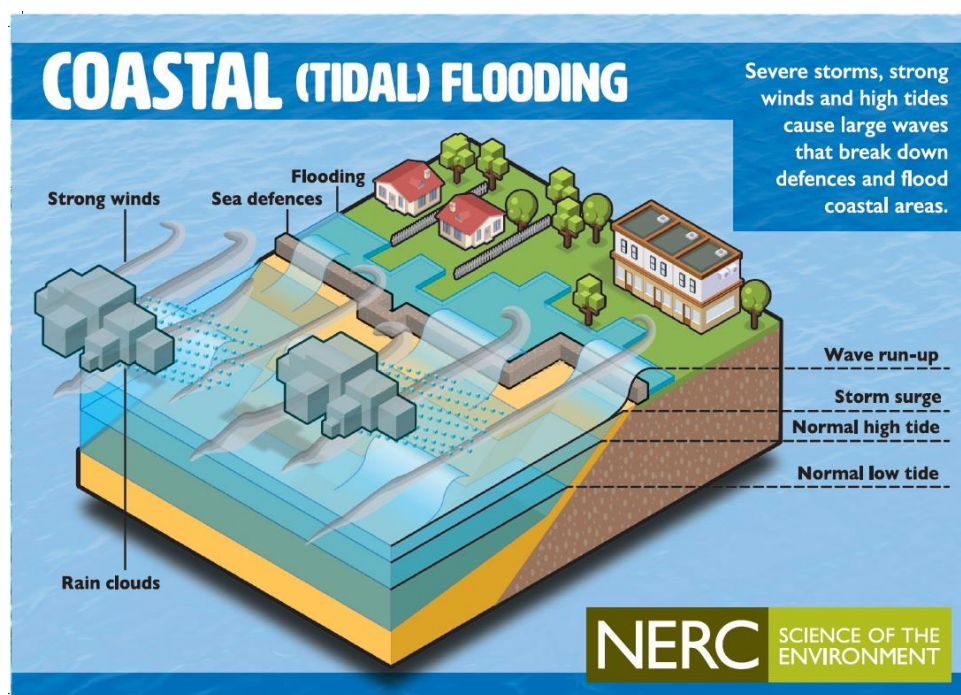 COASTAL (TIDAL) FLOODING
Severe storms, strong
winds and high tides
cause large waves
that break down
defences and flood
coastal areas.
Flooding
Strong winds
Sea defences
Wave run-up
Storm surge
Normal high tide
Normal low tide
Rain clouds
NERC
SCIENCE OF THE
ENVIRONMENT